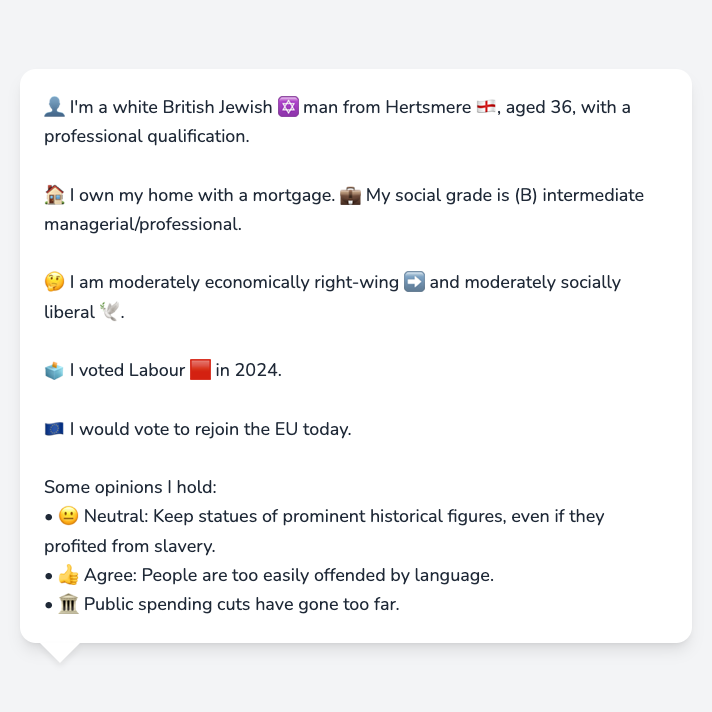 👤 I'm a white British Jewish ✡️ man from Hertsmere 🏴󠁧󠁢󠁥󠁮󠁧󠁿, aged 36, with a
professional qualification.
🏠 I own my home with a mortgage. 💼 My social grade is (B) intermediate
managerial/professional.
🤔 I am moderately economically right-wing ➡️ and moderately socially
liberal 🕊️.
🗳️ I voted Labour 🟥 in 2024.
🇪🇺 I would vote to rejoin the EU today.
Some opinions I hold:
• 😐 Neutral: Keep statues of prominent historical figures, even if they
profited from slavery.
• 👍 Agree: People are too easily offended by language.
• 🏛️ Public spending cuts have gone too far.